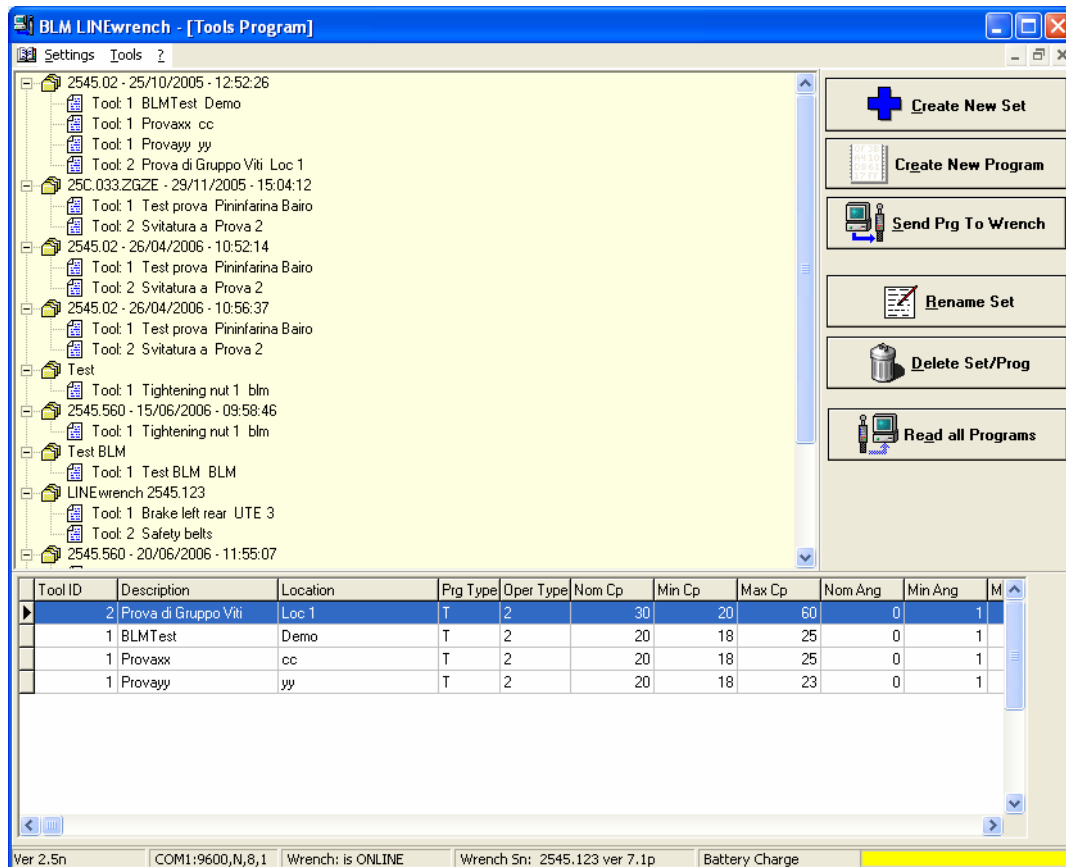 BLM LINEwrench - [Tools Program]
Settings Tools ?
2545.02 - 25/10/2005 - 12:52:26
Tool: 1 BLMTest Demo
Tool: 1 Provaxx cc
Tool: 1 Provayy yy
Tool: 2 Prova di Gruppo Viti Loc 1
25C.033.ZGZE - 29/11/2005 - 15:04:12
Tool: 1 Test prova Pininfarina Bairo
Tool: 2 Svitatura a Prova 2
2545.02 - 26/04/2006 - 10:52:14
Tool: 1 Test prova Pininfarina Bairo
Tool: 2 Svitatura a Prova 2
2545.02 - 26/04/2006 - 10:56:37
Tool: 1 Test prova Pininfarina Bairo
Tool: 2 Svitatura a Prova 2
Test
Tool: 1 Tightening nut 1 blm
2545.560 - 15/06/2006 - 09:58:46
Tool: 1 Tightening nut 1 blm
Test BLM
Tool: 1 Test BLM BLM
LINEwrench 2545.123
Tool: 1 Brake left rear UTE 3
Tool: 2 Safety belts
2545.560 - 20/06/2006 - 11:55:07
Create New Set
Create New Program
Send Prg To Wrench
Rename Set
Delete Set/Prog
Read all Programs
Tool ID Description Location Prg Type Oper Type Nom Cp Min Cp Max Cp Nom Ang Min Ang M
2 Prova di Gruppo Viti Loc 1 T 2 30 20 60 0 1
1 BLMTest Demo T 2 20 18 25 0 1
1 Provaxx cc T 2 20 18 25 0 1
1 Provayy yy T 2 20 18 23 0 1
Ver 2.5n COM1:9600,N,8,1 Wrench: is ONLINE Wrench Sn: 2545.123 ver 7.1p Battery Charge